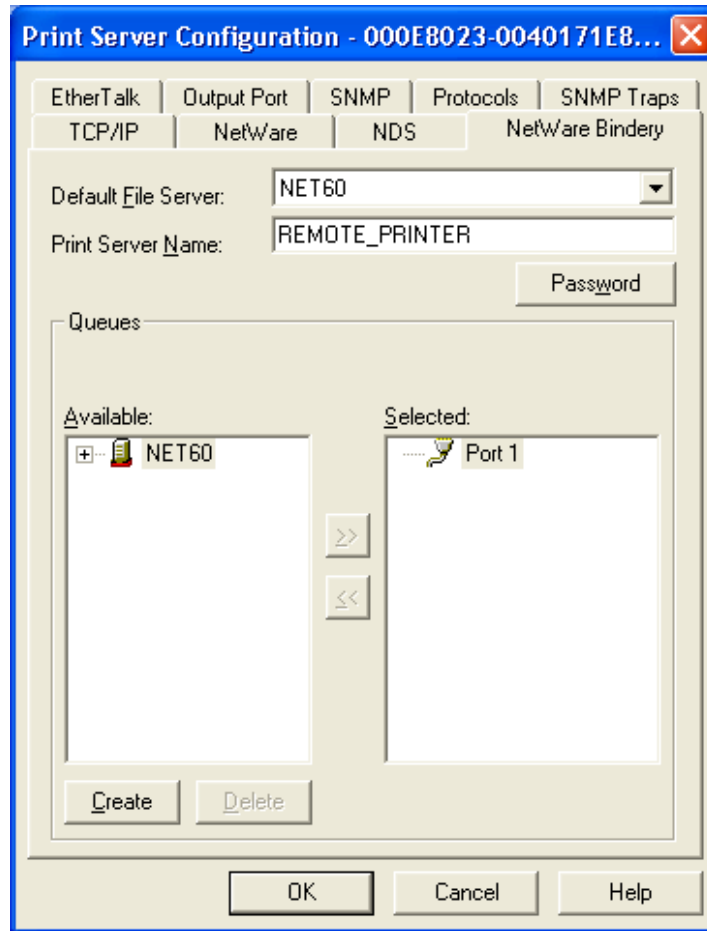 Print Server Configuration - 000E8023-0040171E8...
EtherTalk Output Port SNMP Protocols SNMP Traps
TCP/IP NetWare NDS NetWare Bindery
Default File Server: NET60
Print Server Name: REMOTE_PRINTER
Password
Queues
Available: Selected:
NET60 Port 1
>>
<<
Create Delete
OK Cancel Help